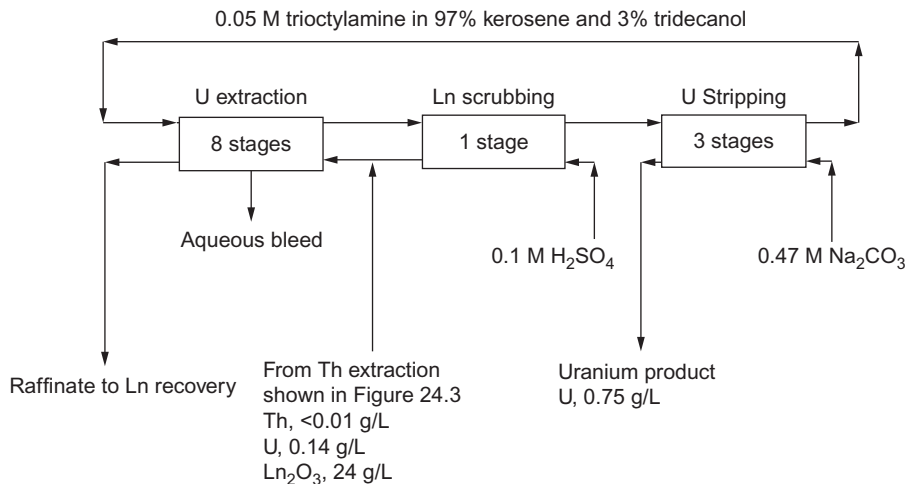 0.05 M trioctylamine in 97% kerosene and 3% tridecanol
U extraction
Ln scrubbing
U Stripping
8 stages
1 stage
3 stages
Aqueous bleed
0.1 M H₂SO₄
0.47 M Na₂CO₃
Raffinate to Ln recovery
From Th extraction
shown in Figure 24.3
Th, <0.01 g/L
U, 0.14 g/L
Ln₂O₃, 24 g/L
Uranium product
U, 0.75 g/L